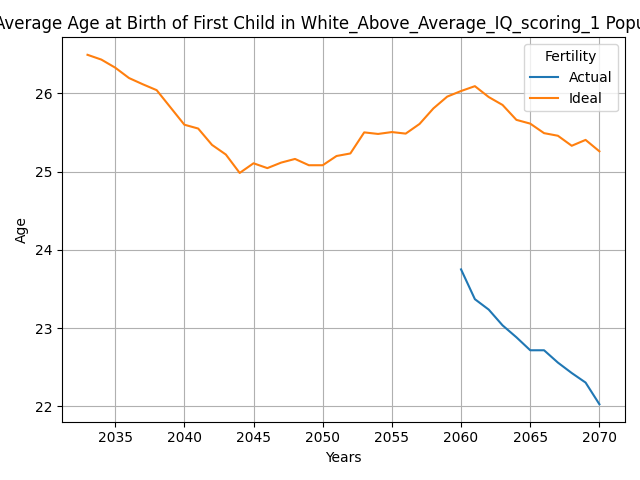 Average Age at Birth of First Child in White_Above_Average_IQ_scoring_1 Popu
Fertility
Actual
Ideal
26
25
24
23
22
Age
2035 2040 2045 2050 2055 2060 2065 2070
Years